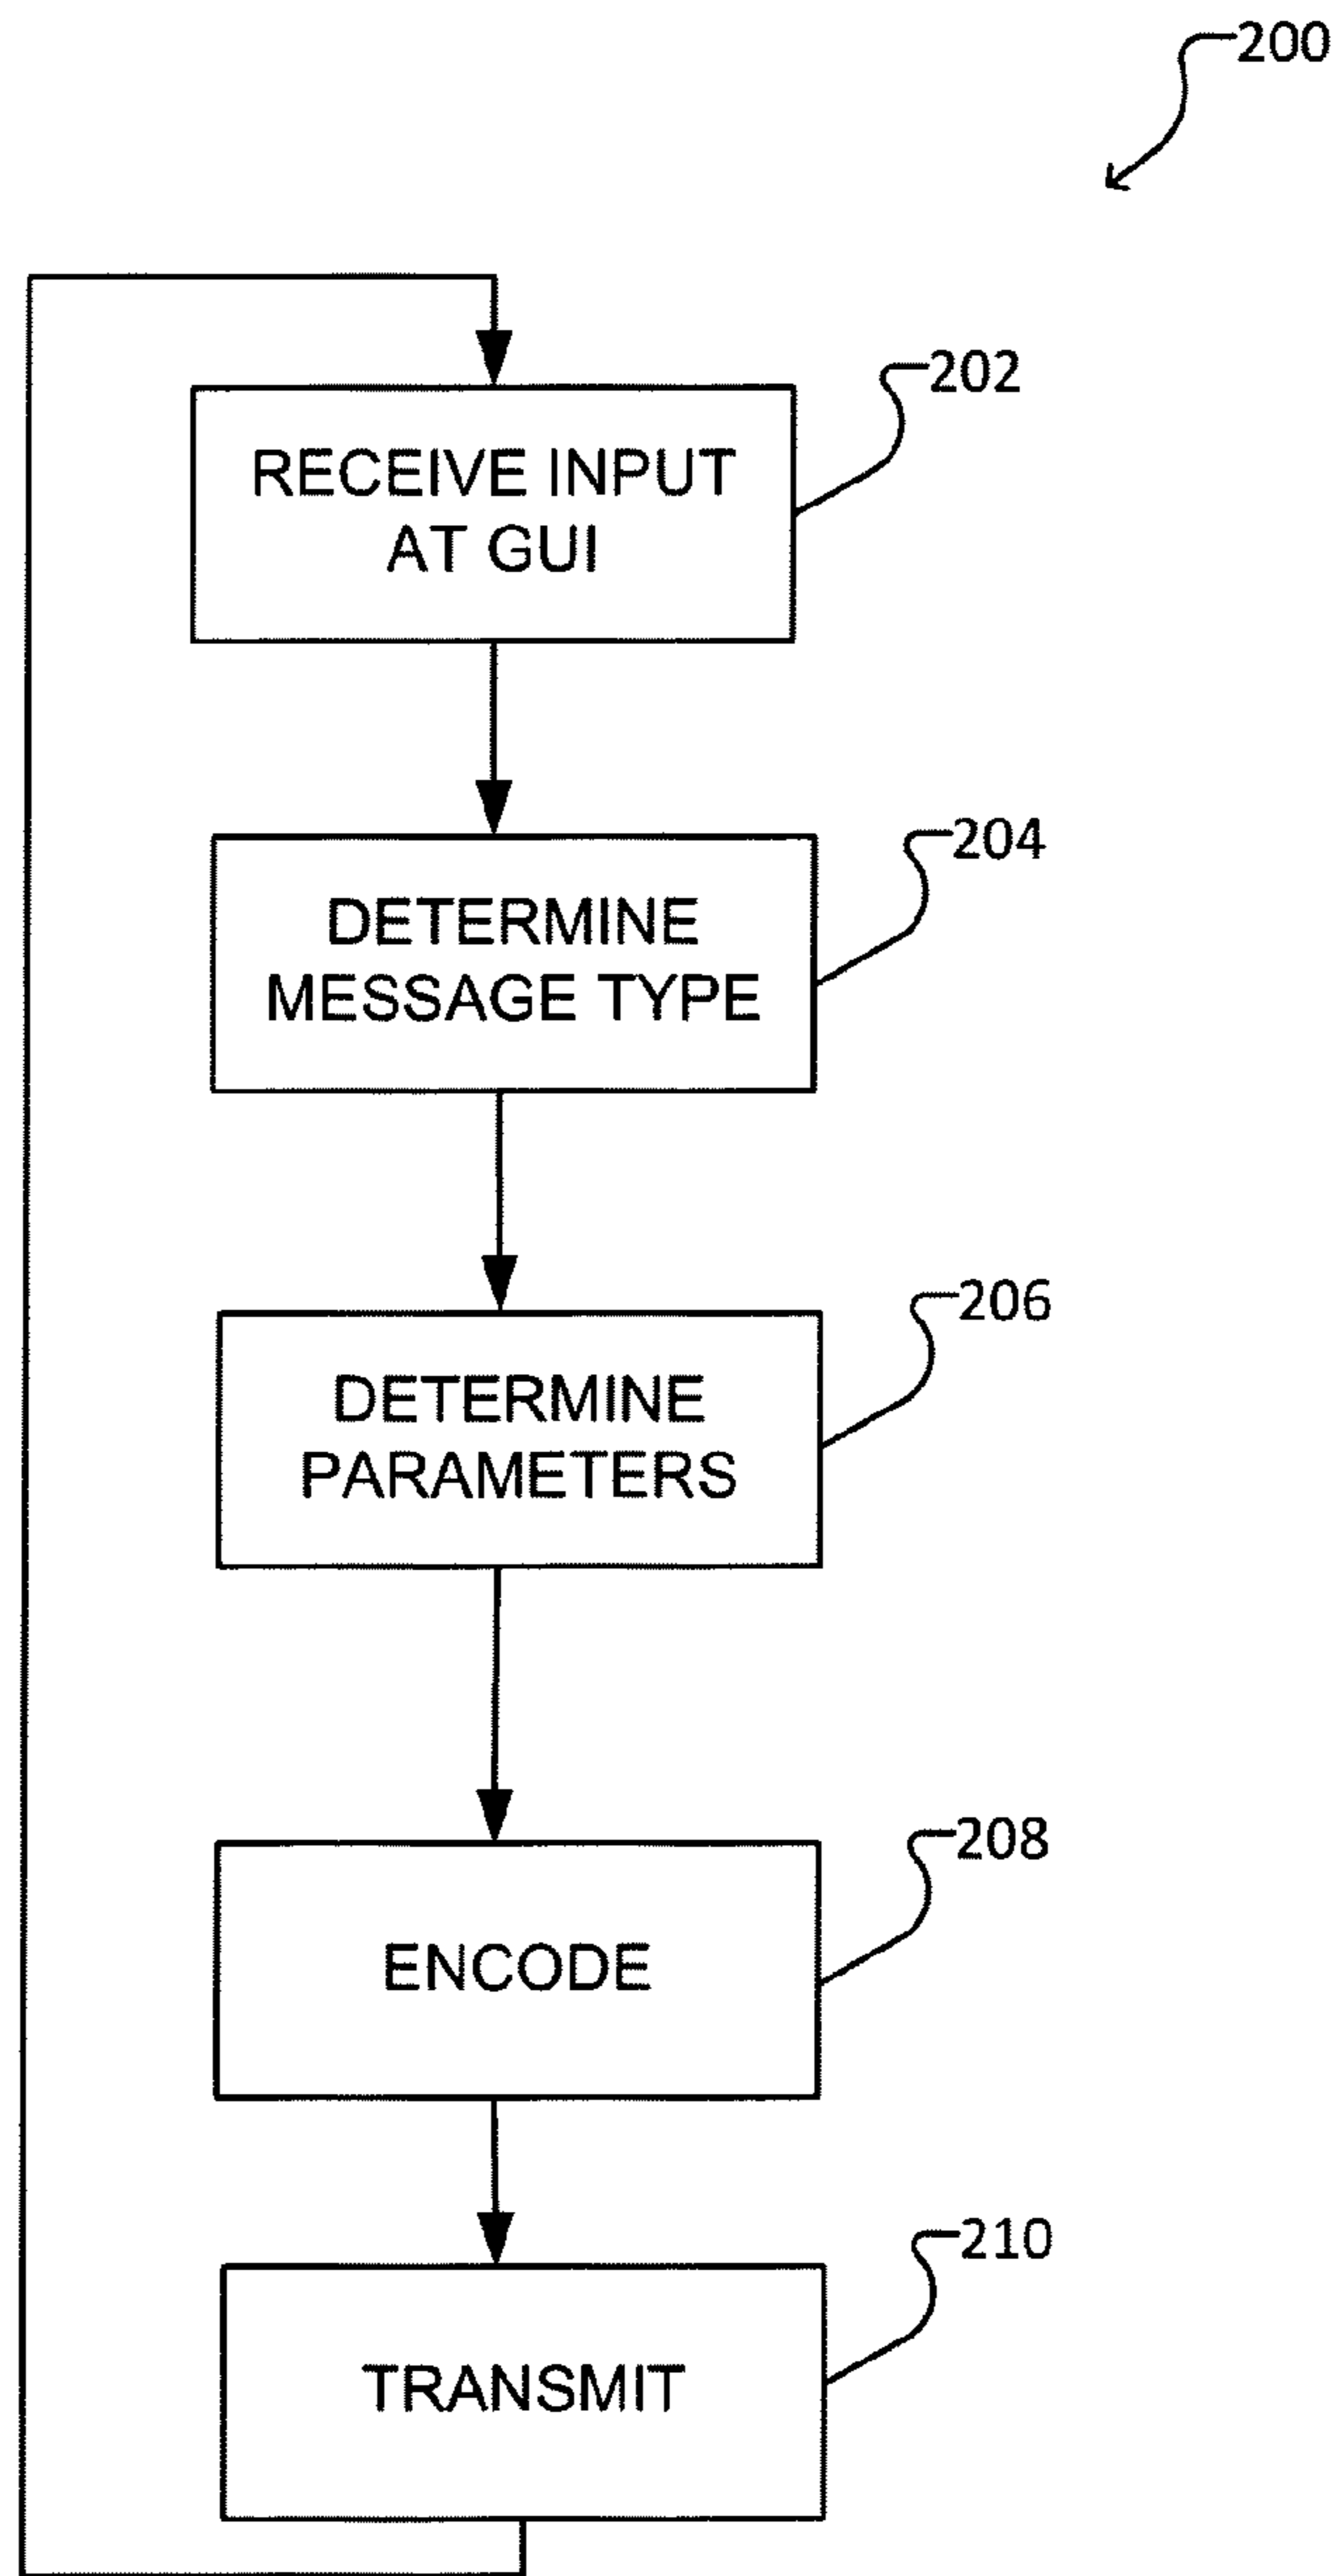 200
202
RECEIVE INPUT
AT GUI
204
DETERMINE
MESSAGE TYPE
206
DETERMINE
PARAMETERS
208
ENCODE
210
TRANSMIT